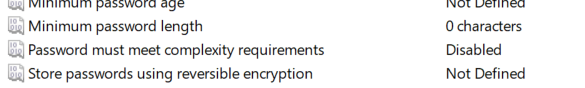 Minimum password age Not Defined
Minimum password length 0 characters
Password must meet complexity requirements Disabled
Store passwords using reversible encryption Not Defined